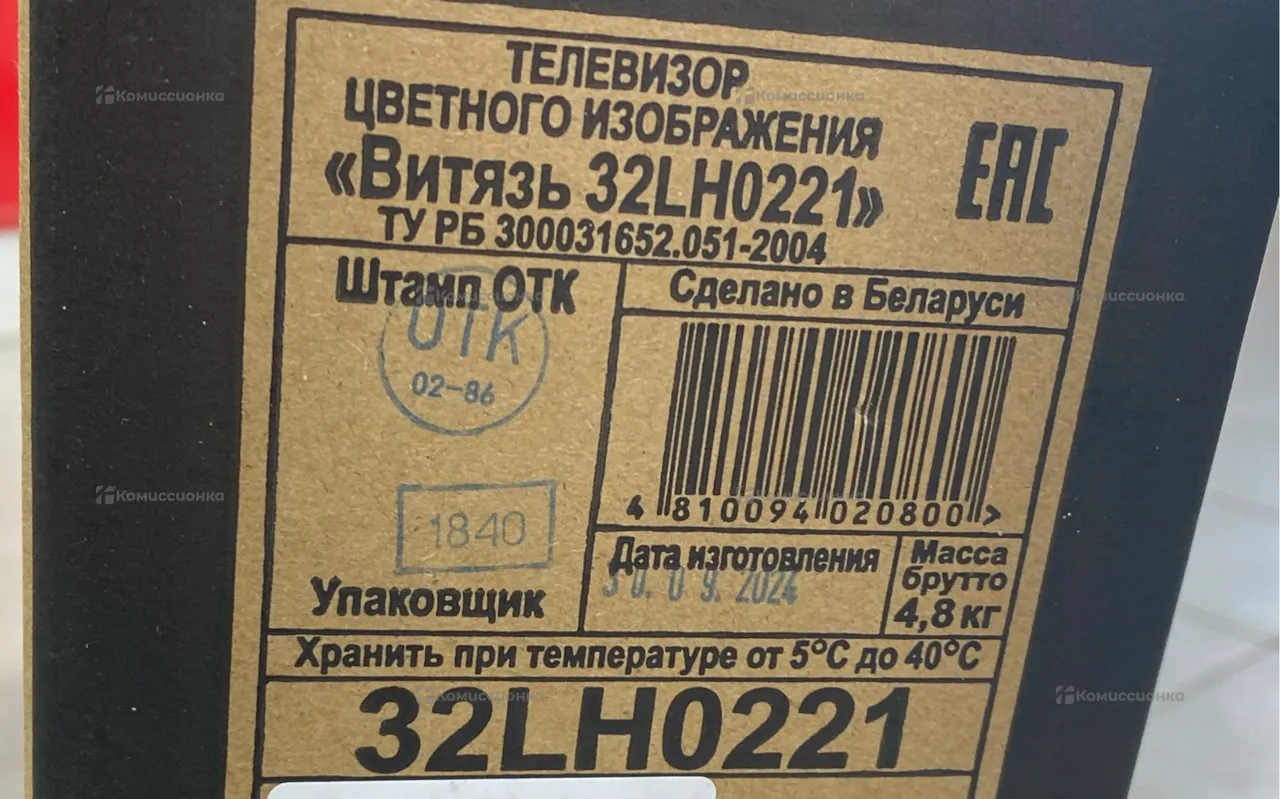 ТЕЛЕВИЗОР
ЦВЕТНОГО ИЗОБРАЖЕНИЯ
«Витязь 32LH0221»
ТУ РБ 300031652.051-2004
ЕАС
Штамп ОТК
ОТК
02-86
1840
Упаковщик
Сделано в Беларуси
4 810094 020800 >
Дата изготовления
30.09.2024
Масса
брутто
4,8 кг
Хранить при температуре от 5°С до 40°С
32LH0221
Комиссионка
Комиссионка
Комиссионка
Комиссионка
Комиссионка
Комиссионка
Комиссионка
Комиссионка